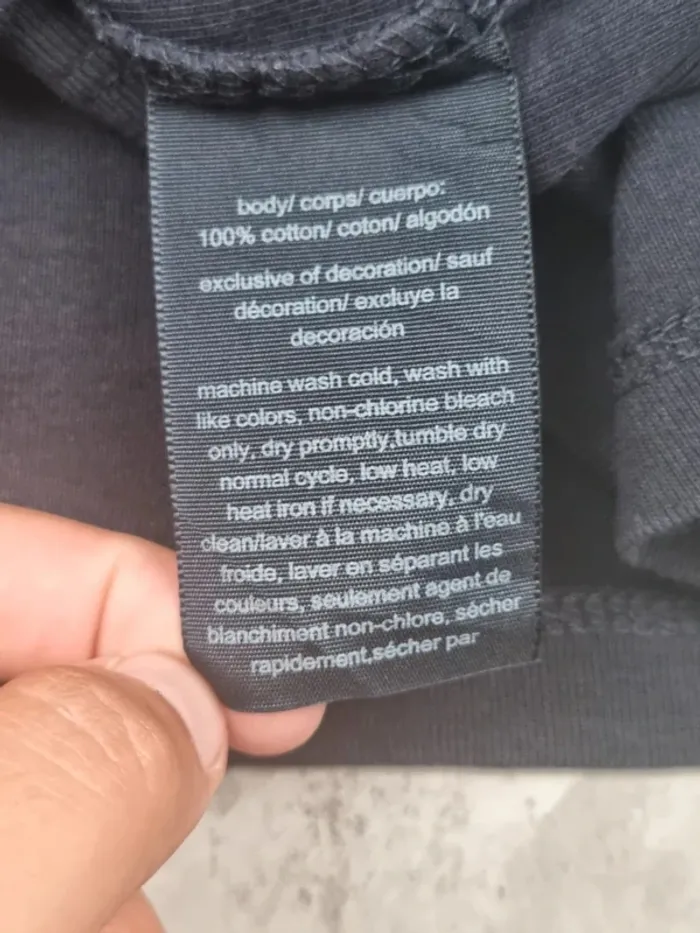 body/ corps/ cuerpo:
100% cotton/ coton/ algodón
exclusive of decoration/ sauf
décoration/ excluye la
decoración
machine wash cold, wash with
like colors, non-chlorine bleach
only, dry promptly,tumble dry
normal cycle, low heat, low
heat iron if necessary, dry
clean/laver à la machine à l'eau
froide, laver en séparant les
couleurs, seulement agent de
blanchiment non-chlore, sécher
rapidement,sécher par